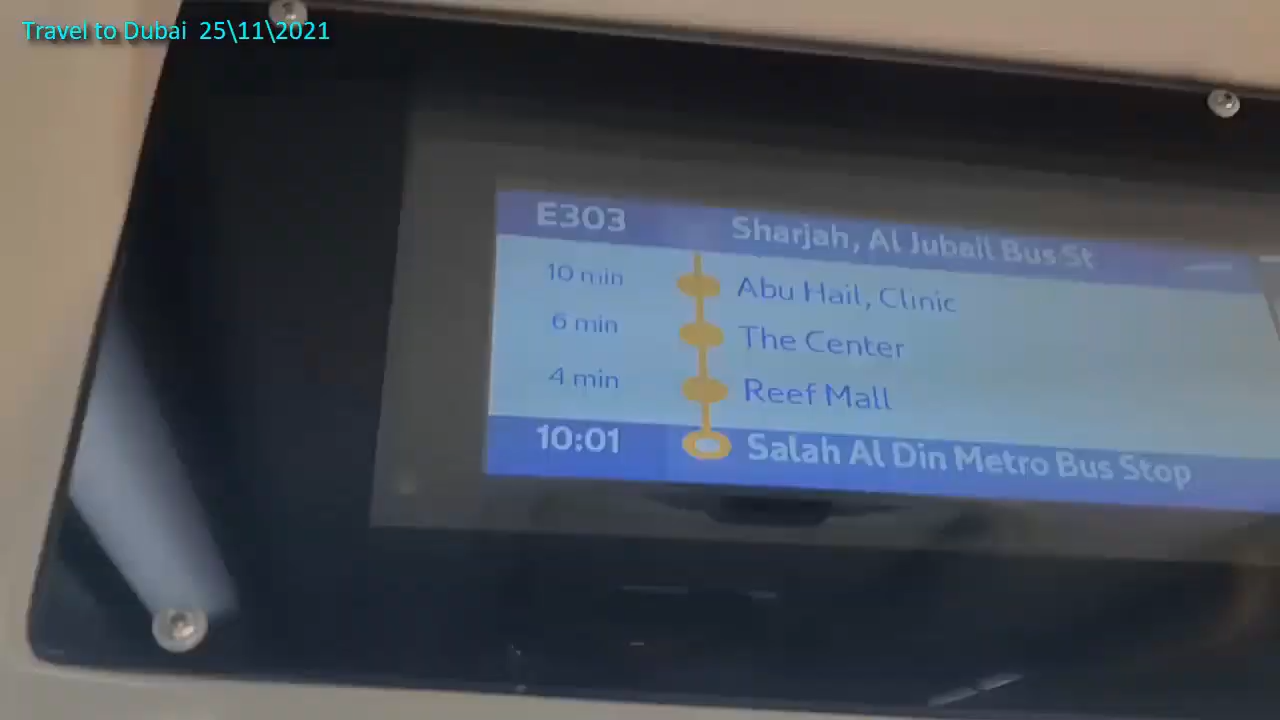 Travel to Dubai 25\11\2021
E303 Sharjah, Al Jubail Bus St
10 min Abu Hail, Clinic
6 min The Center
4 min Reef Mall
10:01 Salah Al Din Metro Bus Stop